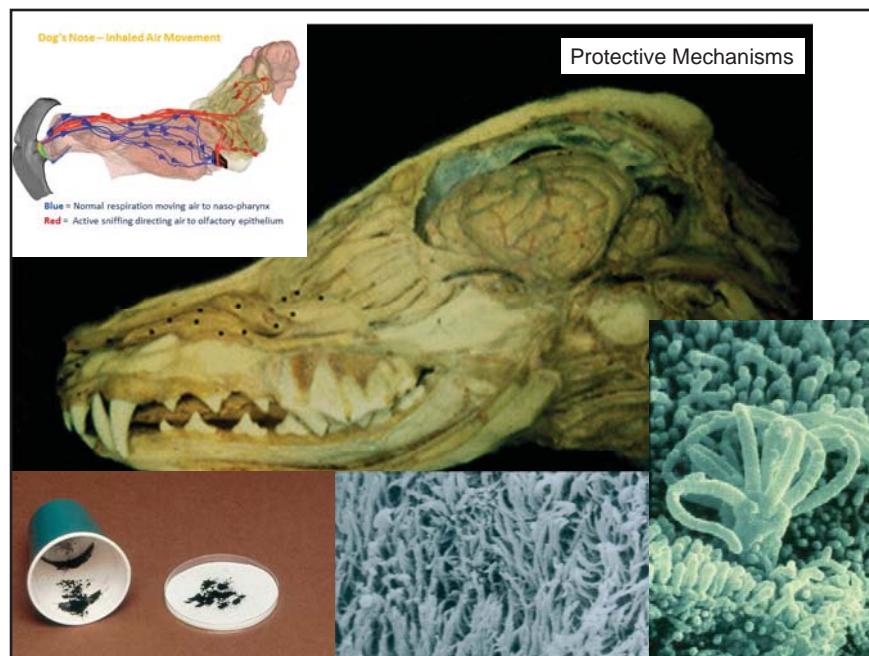 Dog's Nose – Inhaled Air Movement
Protective Mechanisms
Blue = Normal respiration moving air to naso-pharynx
Red = Active sniffing directing air to olfactory epithelium